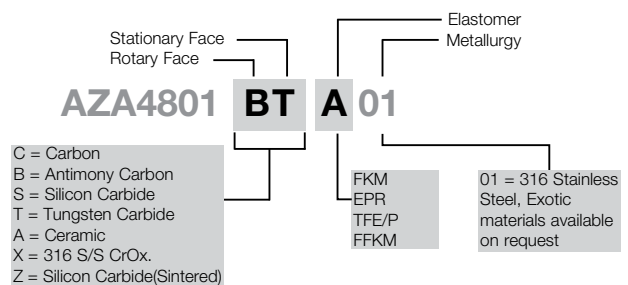 Elastomer
Stationary Face
Metallurgy
Rotary Face
AZA4801 BT A 01
C = Carbon
B = Antimony Carbon
S = Silicon Carbide
T = Tungsten Carbide
A = Ceramic
X = 316 S/S CrOx.
Z = Silicon Carbide(Sintered)
FKM
EPR
TFE/P
FFKM
01 = 316 Stainless
Steel, Exotic
materials available
on request